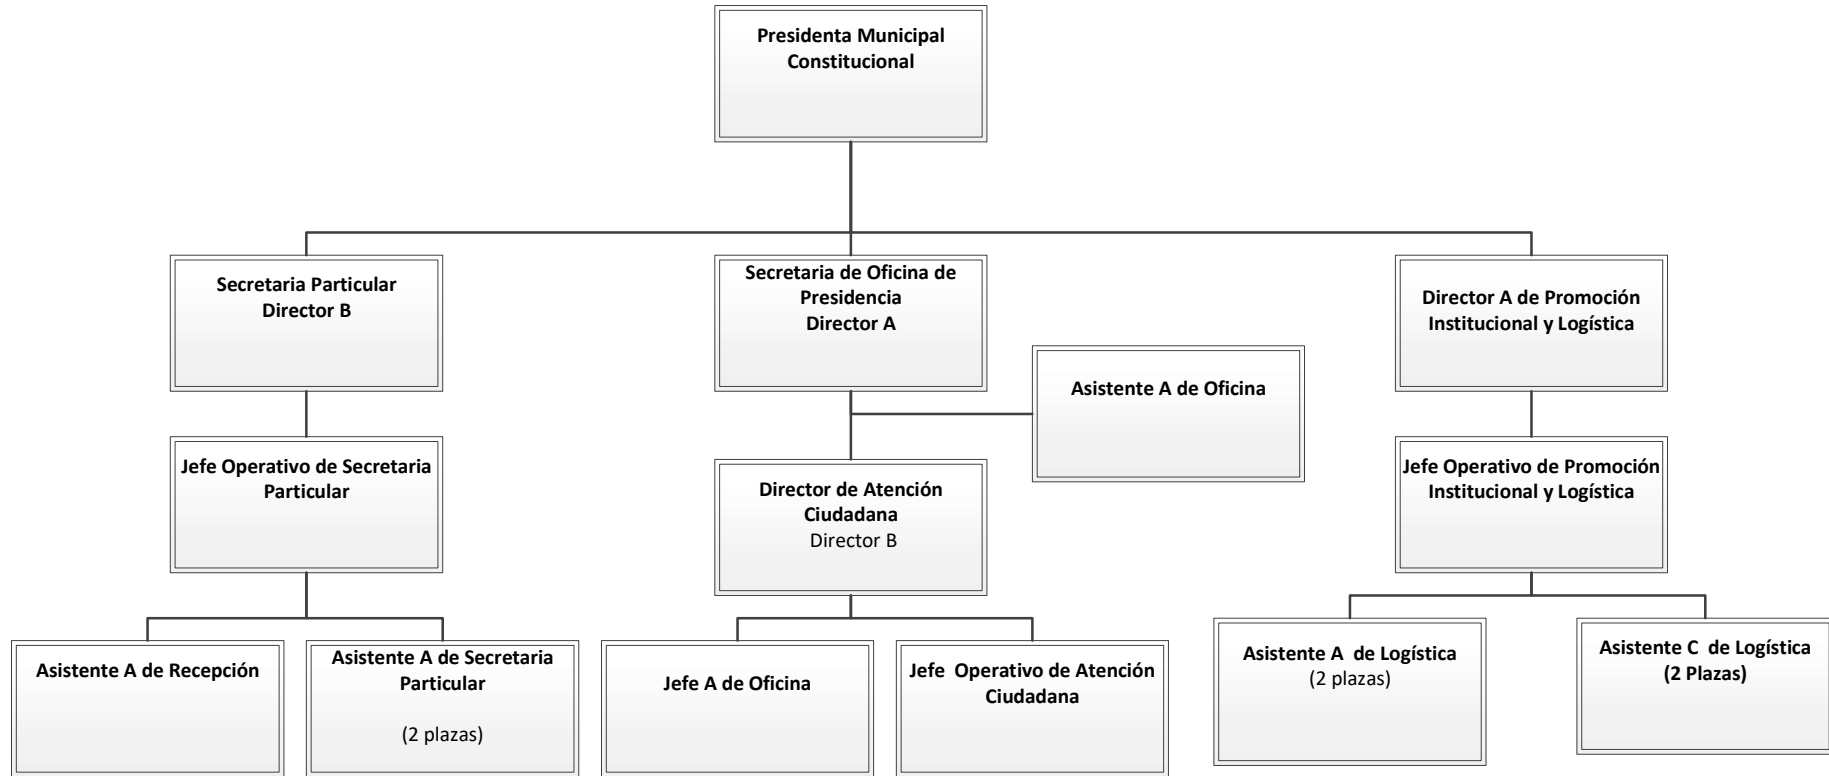 Presidenta Municipal
Constitucional
Secretaria Particular
Director B
Secretaria de Oficina de
Presidencia
Director A
Director A de Promoción
Institucional y Logística
Asistente A de Oficina
Jefe Operativo de Secretaria
Particular
Director de Atención
Ciudadana
Director B
Jefe Operativo de Promoción
Institucional y Logística
Asistente A de Recepción
Asistente A de Secretaria
Particular
(2 plazas)
Jefe A de Oficina
Jefe  Operativo de Atención
Ciudadana
Asistente A  de Logística
(2 plazas)
Asistente C  de Logística
(2 Plazas)